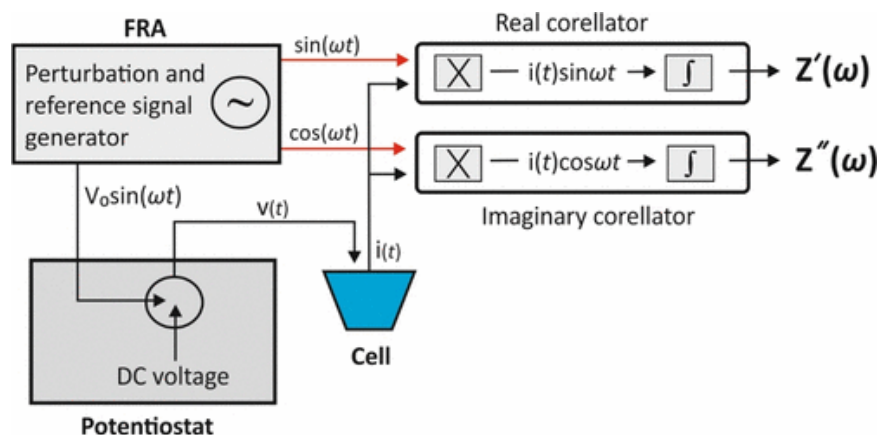 FRA
Perturbation and
reference signal
generator
~
sin(ωt)
cos(ωt)
Real corellator
X
i(t)sinωt
∫
Z′(ω)
X
i(t)cosωt
∫
Z″(ω)
Imaginary corellator
V₀sin(ωt)
v(t)
i(t)
DC voltage
Cell
Potentiostat